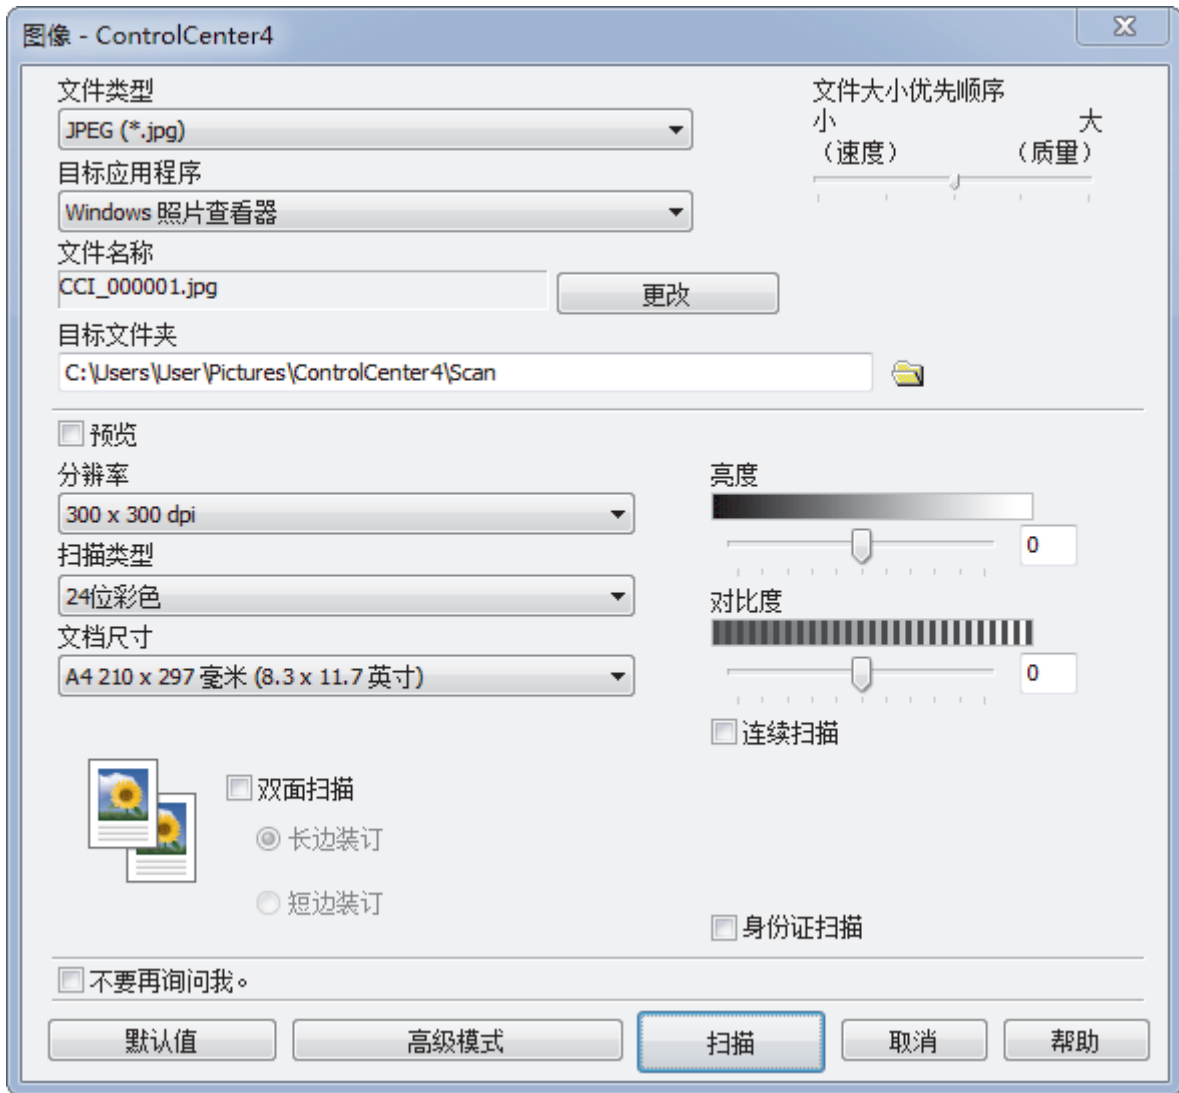 图像 - ControlCenter4
文件类型
JPEG (*.jpg)
目标应用程序
Windows 照片查看器
文件名称
CCI_000001.jpg
更改
目标文件夹
C:\Users\User\Pictures\ControlCenter4\Scan
文件大小优先顺序
小 大
（速度） （质量）
预览
分辨率
300 x 300 dpi
扫描类型
24位彩色
文档尺寸
A4 210 x 297 毫米 (8.3 x 11.7 英寸)
亮度
0
对比度
0
连续扫描
双面扫描
长边装订
短边装订
身份证扫描
不要再询问我。
默认值 高级模式 扫描 取消 帮助